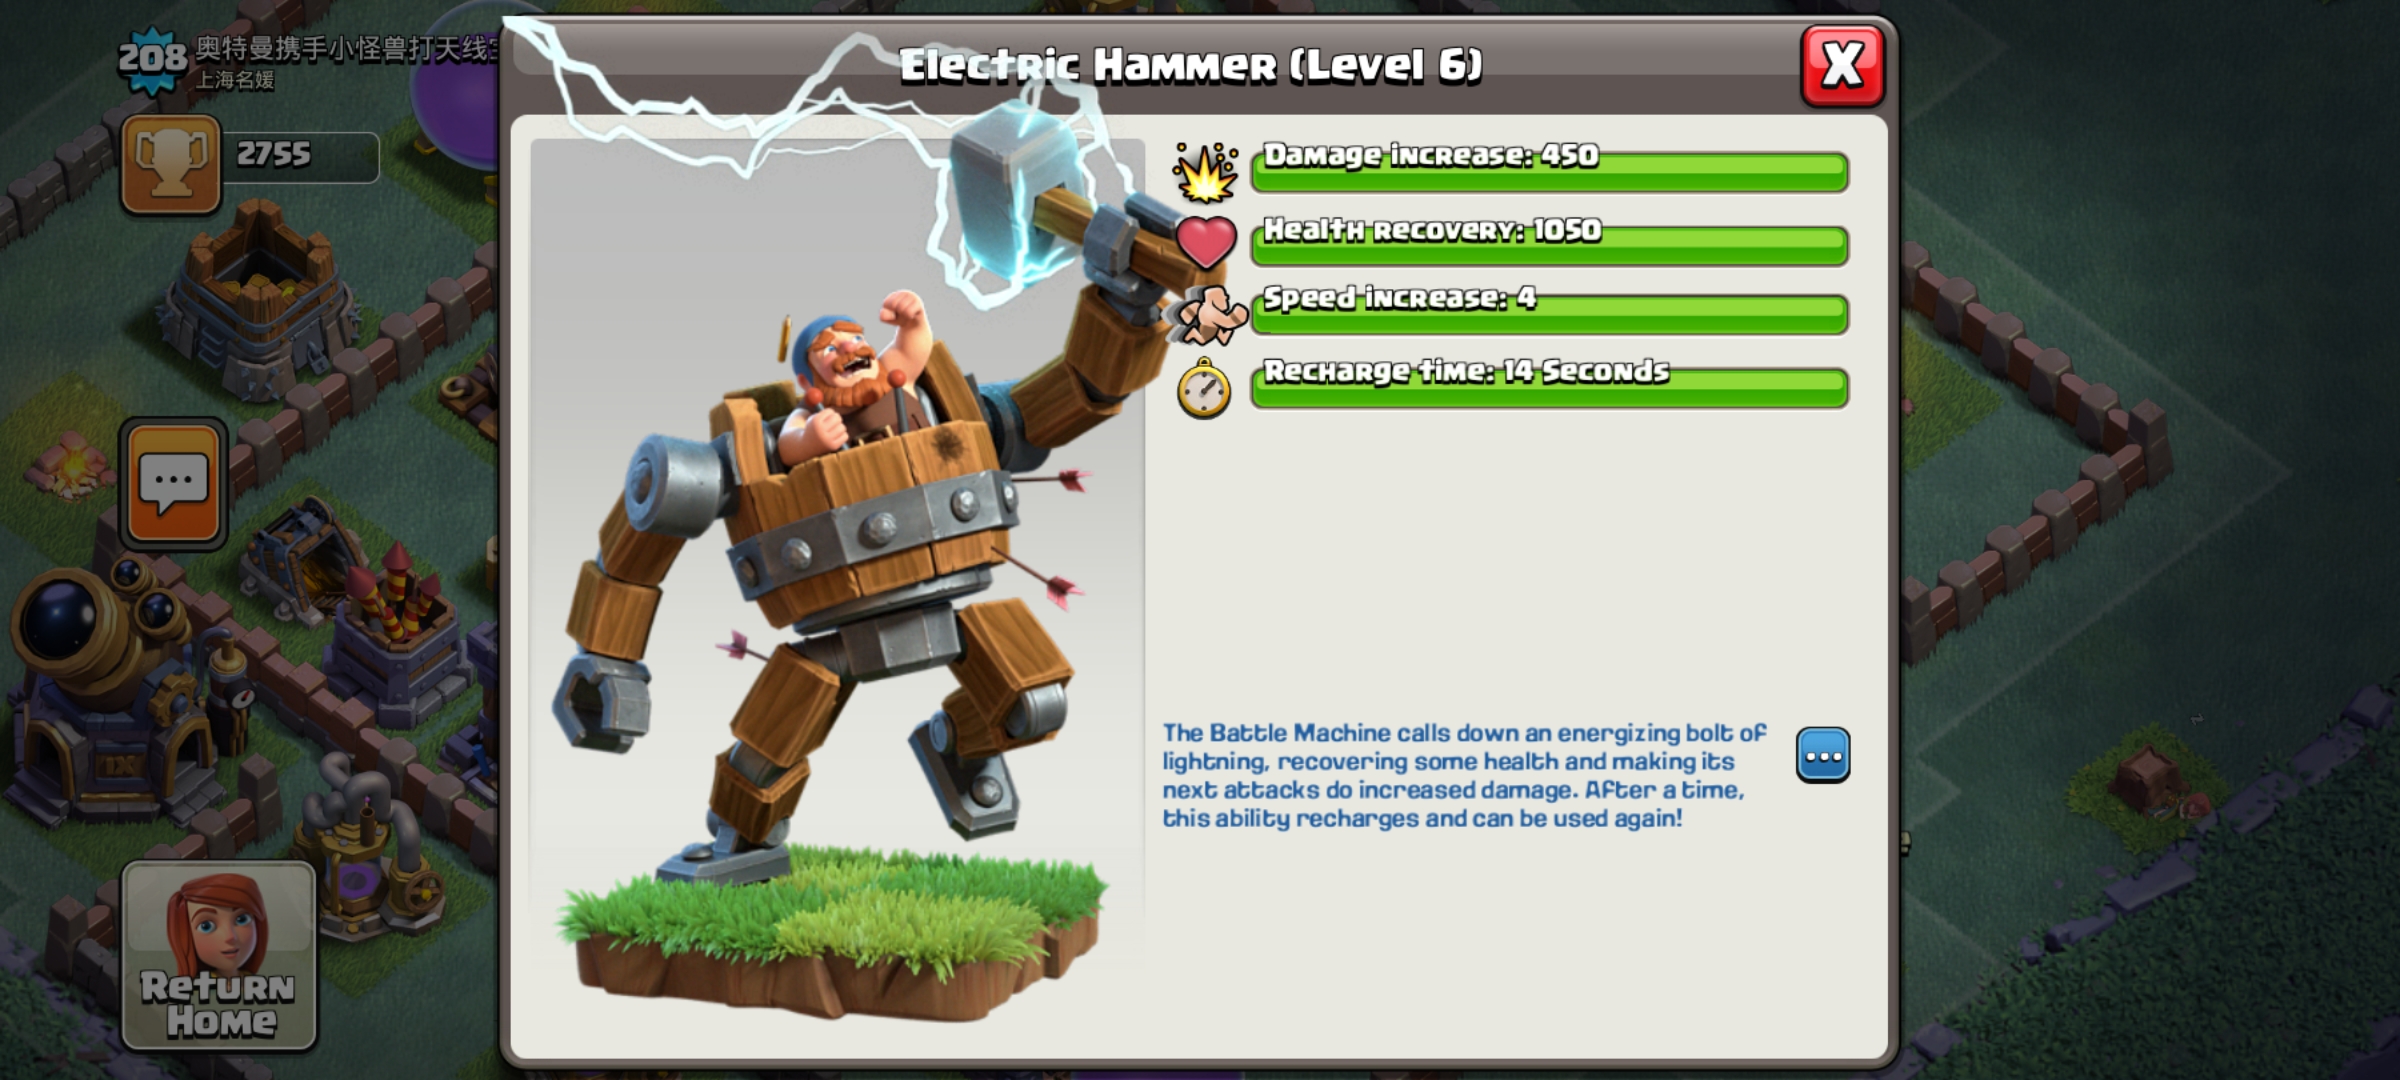 208
奥特曼携手小怪兽打天线
上海名媛
2755
Electric Hammer (Level 6)
X
Damage increase: 450
Health recovery: 1050
Speed increase: 4
Recharge time: 14 Seconds
The Battle Machine calls down an energizing bolt of
lightning, recovering some health and making its
next attacks do increased damage. After a time,
this ability recharges and can be used again!
IX
Return
Home